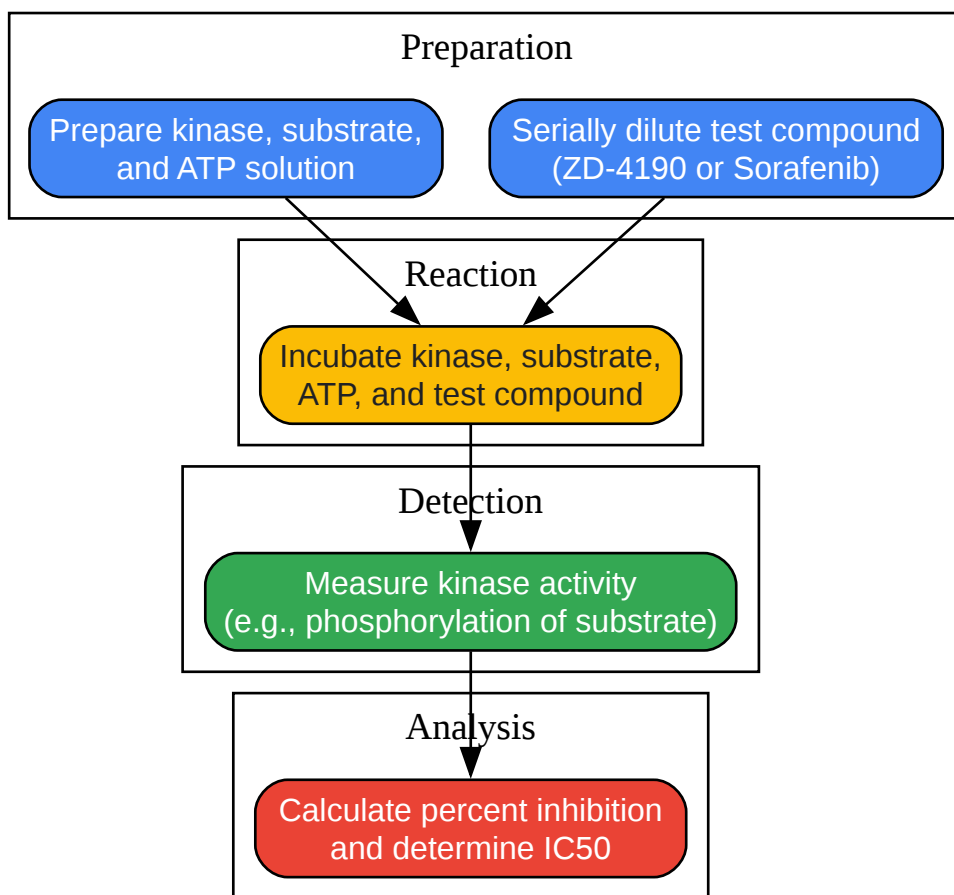 Preparation
Prepare kinase, substrate,
and ATP solution
Serially dilute test compound
(ZD-4190 or Sorafenib)
Reaction
Incubate kinase, substrate,
ATP, and test compound
Detection
Measure kinase activity
(e.g., phosphorylation of substrate)
Analysis
Calculate percent inhibition
and determine IC50